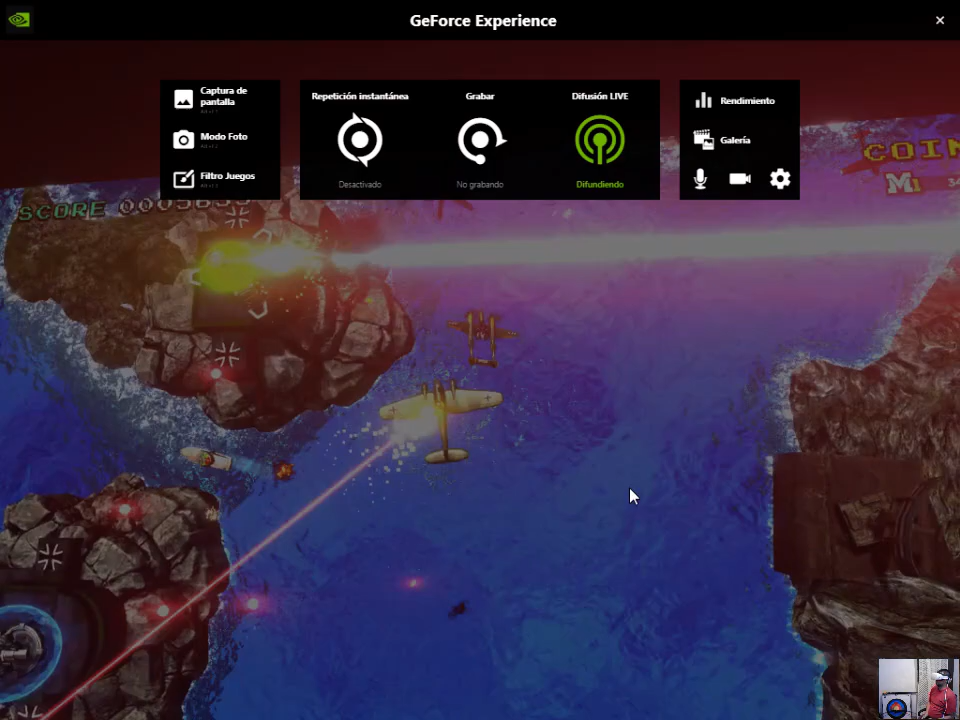 GeForce Experience
Captura de
pantalla
Modo Foto
Filtro Juegos
Repetición instantánea
Desactivado
Grabar
No grabando
Difusión LIVE
Difundiendo
Rendimiento
Galería
COIN
SCORE